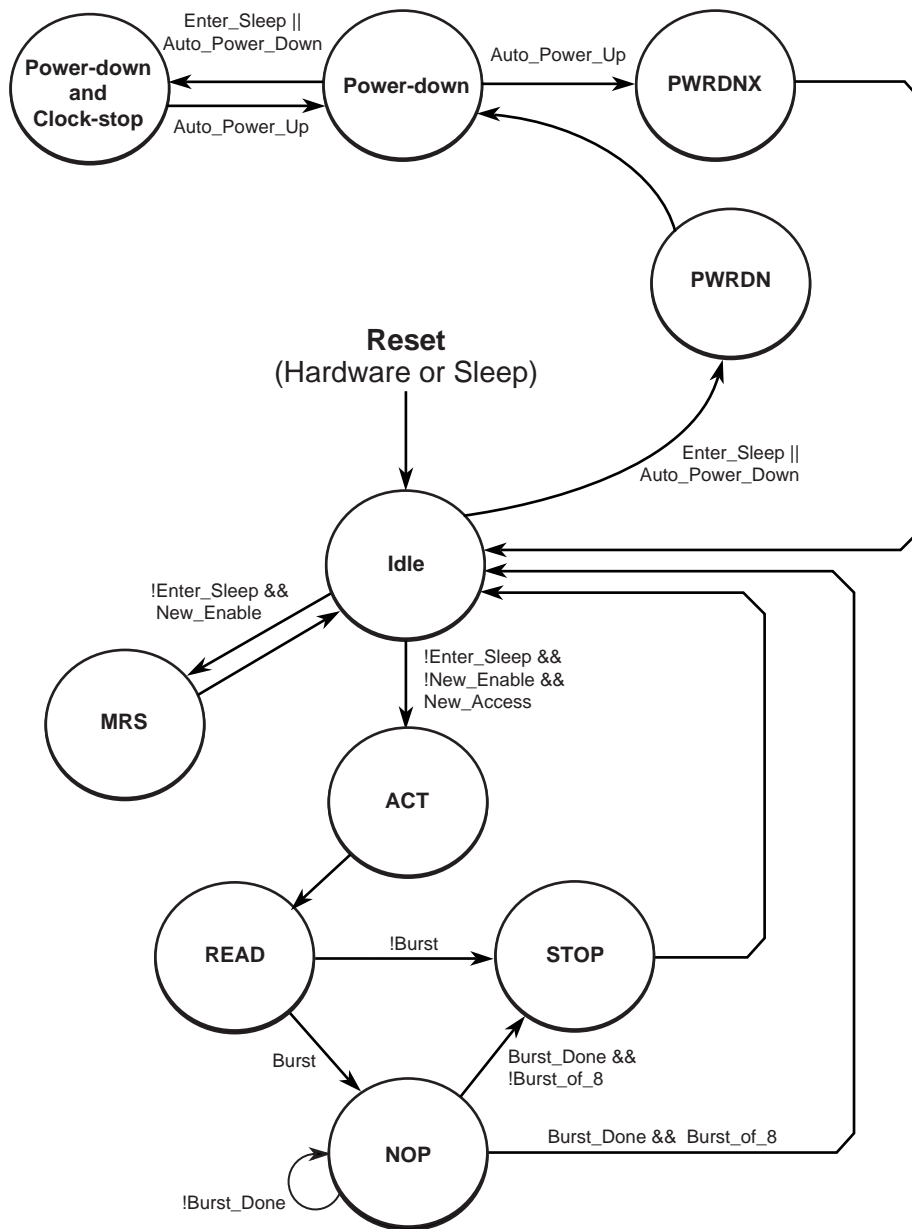 Enter_Sleep ||
Auto_Power_Down
Power-down
and
Clock-stop
Auto_Power_Up
Power-down
Auto_Power_Up
PWRDNX
PWRDN
Reset
(Hardware or Sleep)
Enter_Sleep ||
Auto_Power_Down
Idle
!Enter_Sleep &&
New_Enable
!Enter_Sleep &&
!New_Enable &&
New_Access
MRS
ACT
READ
!Burst
STOP
Burst
Burst_Done &&
!Burst_of_8
NOP
Burst_Done && Burst_of_8
!Burst_Done